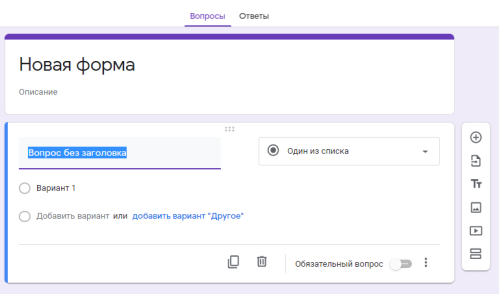 Вопросы Ответы
Новая форма
Описание
Вопрос без заголовка
Один из списка
Вариант 1
Добавить вариант или добавить вариант "Другое"
Обязательный вопрос
Тт